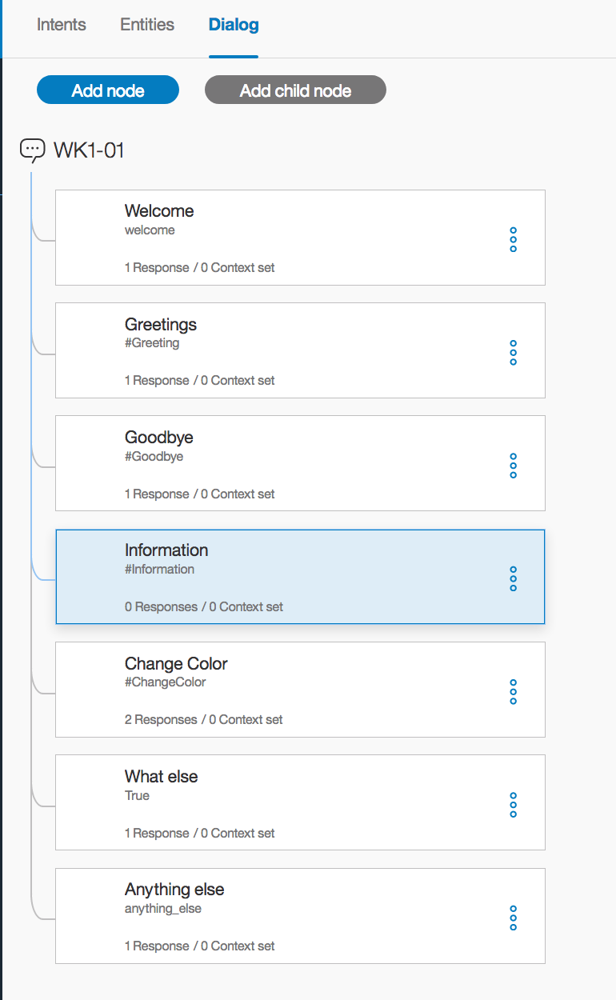 Intents Entities Dialog
Add node Add child node
WK1-01
Welcome
welcome
1 Response / 0 Context set
Greetings
#Greeting
1 Response / 0 Context set
Goodbye
#Goodbye
1 Response / 0 Context set
Information
#Information
0 Responses / 0 Context set
Change Color
#ChangeColor
2 Responses / 0 Context set
What else
True
1 Response / 0 Context set
Anything else
anything_else
1 Response / 0 Context set